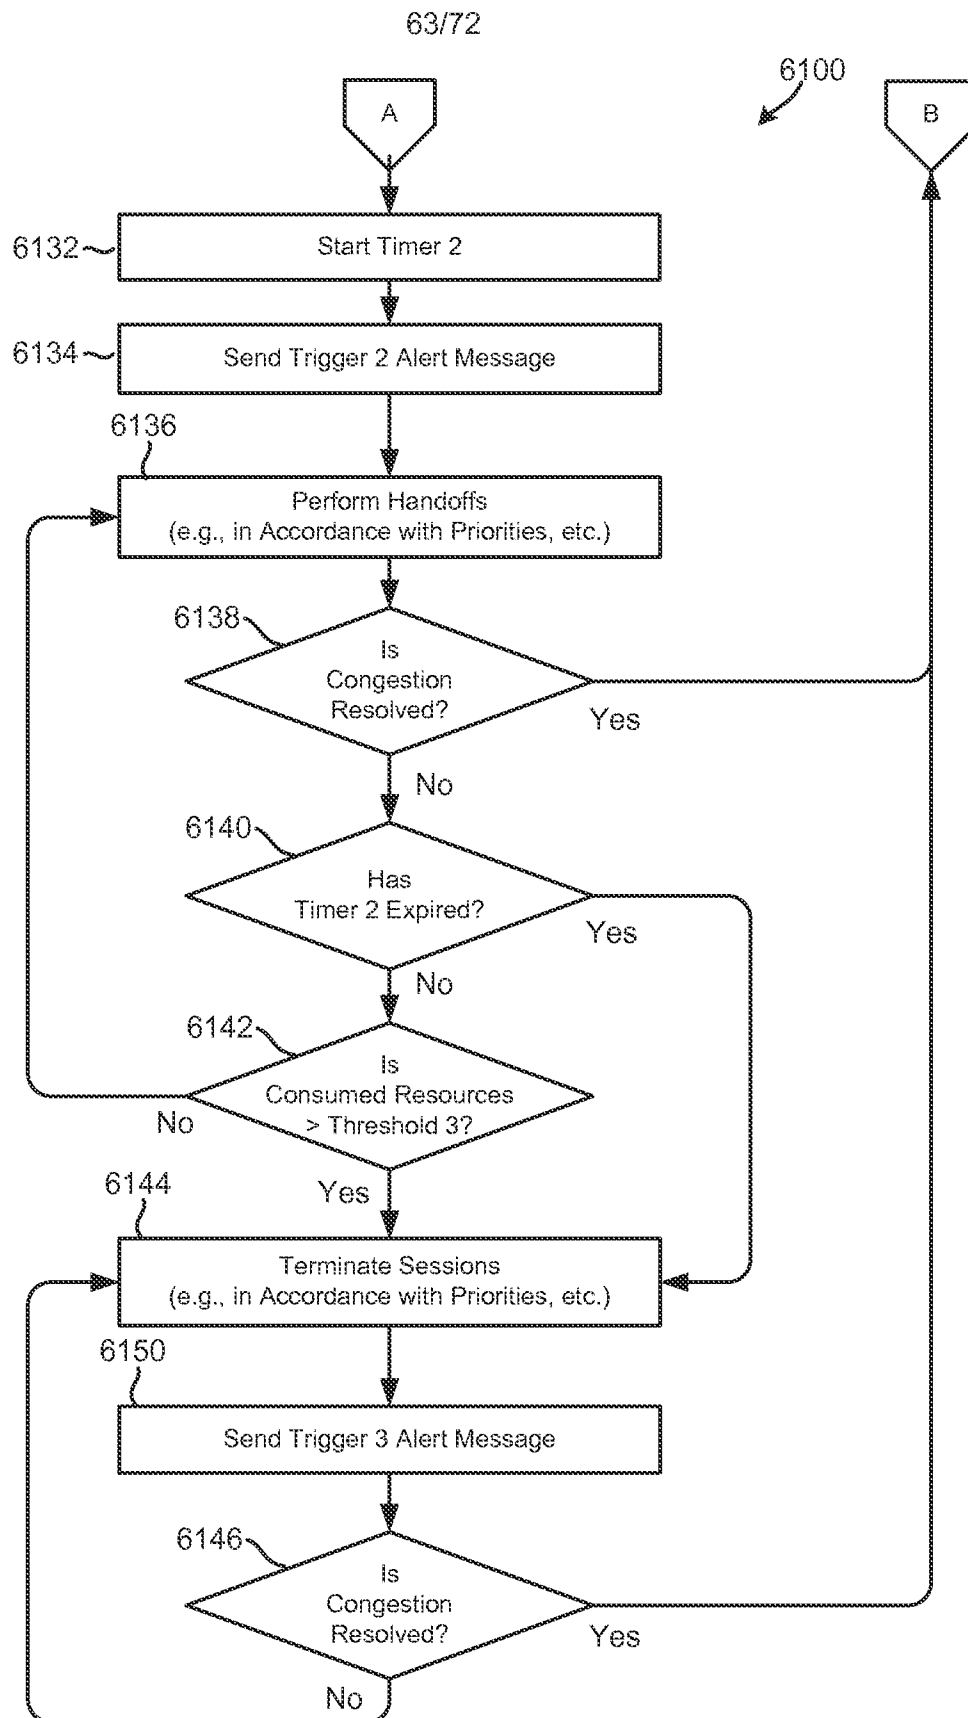 63/72
6100
A
B
6132
Start Timer 2
6134
Send Trigger 2 Alert Message
6136
Perform Handoffs
(e.g., in Accordance with Priorities, etc.)
6138
Is
Congestion
Resolved?
Yes
No
6140
Has
Timer 2 Expired?
Yes
No
6142
Is
Consumed Resources
> Threshold 3?
No
Yes
6144
Terminate Sessions
(e.g., in Accordance with Priorities, etc.)
6150
Send Trigger 3 Alert Message
6146
Is
Congestion
Resolved?
Yes
No